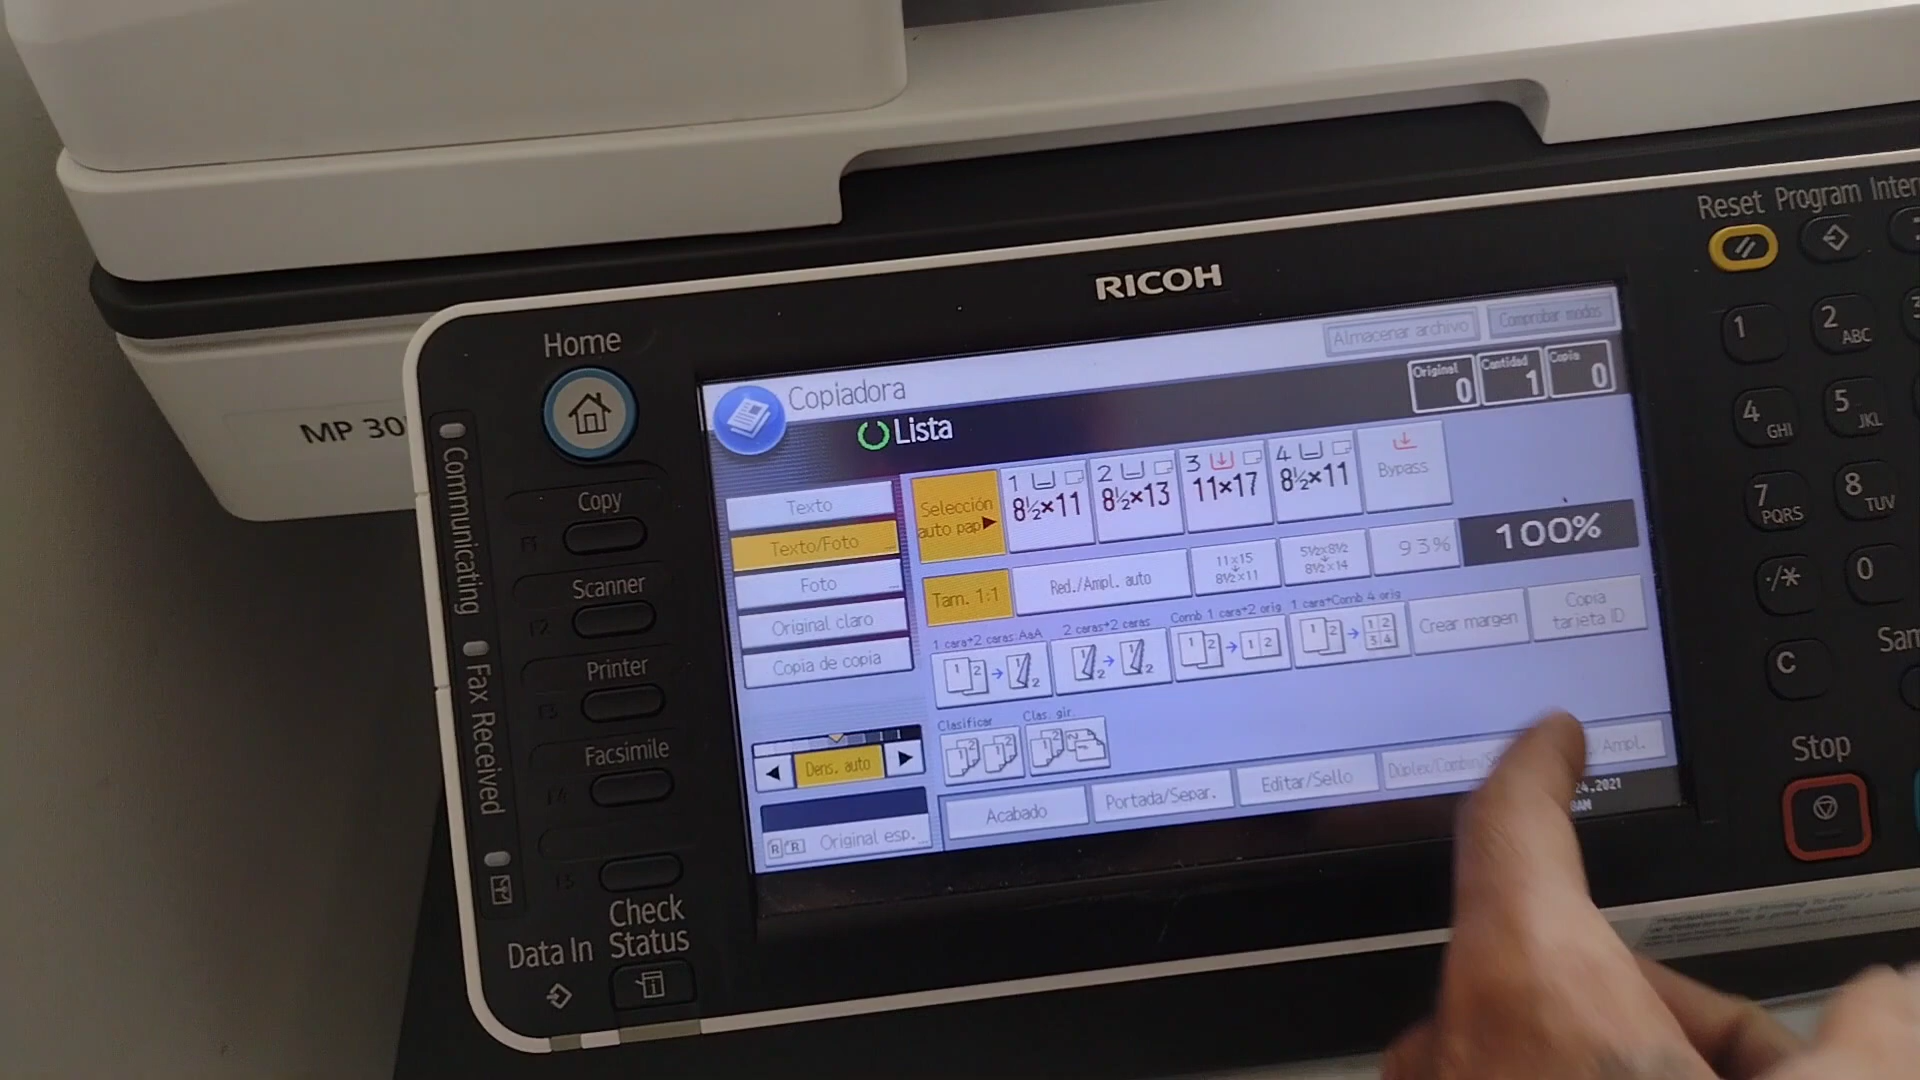 Reset Program
RICOH
Home
MP 30
Communicating
Fax Received
Copy
Scanner
Printer
Facsimile
Check
Status
Data In
Almacenar archivo
Comprobar modos
Copiadora
Original
0
Cantidad
1
Copia
0
Lista
Texto
Texto/Foto
Foto
Original claro
Copia de copia
Dens. auto
Original esp.
Selección
auto pap
1
8½×11
2
8½×13
3
11×17
4
8½×11
Bypass
Tam. 1:1
Red./Ampl. auto
11×15
8½×11
5½×8½
8½×14
93%
100%
1 cara→2 caras:AaA
2 caras→2 caras
Comb 1 cara→2 orig
1 cara→Comb 4 orig
Crear margen
Copia
tarjeta ID
Clasificar
Clas. gir.
Acabado
Portada/Separ.
Editar/Sello
/Ampl.
24,2021
1
2
ABC
4
GHI
5
JKL
7
PQRS
8
TUV
·/*
0
C
Stop